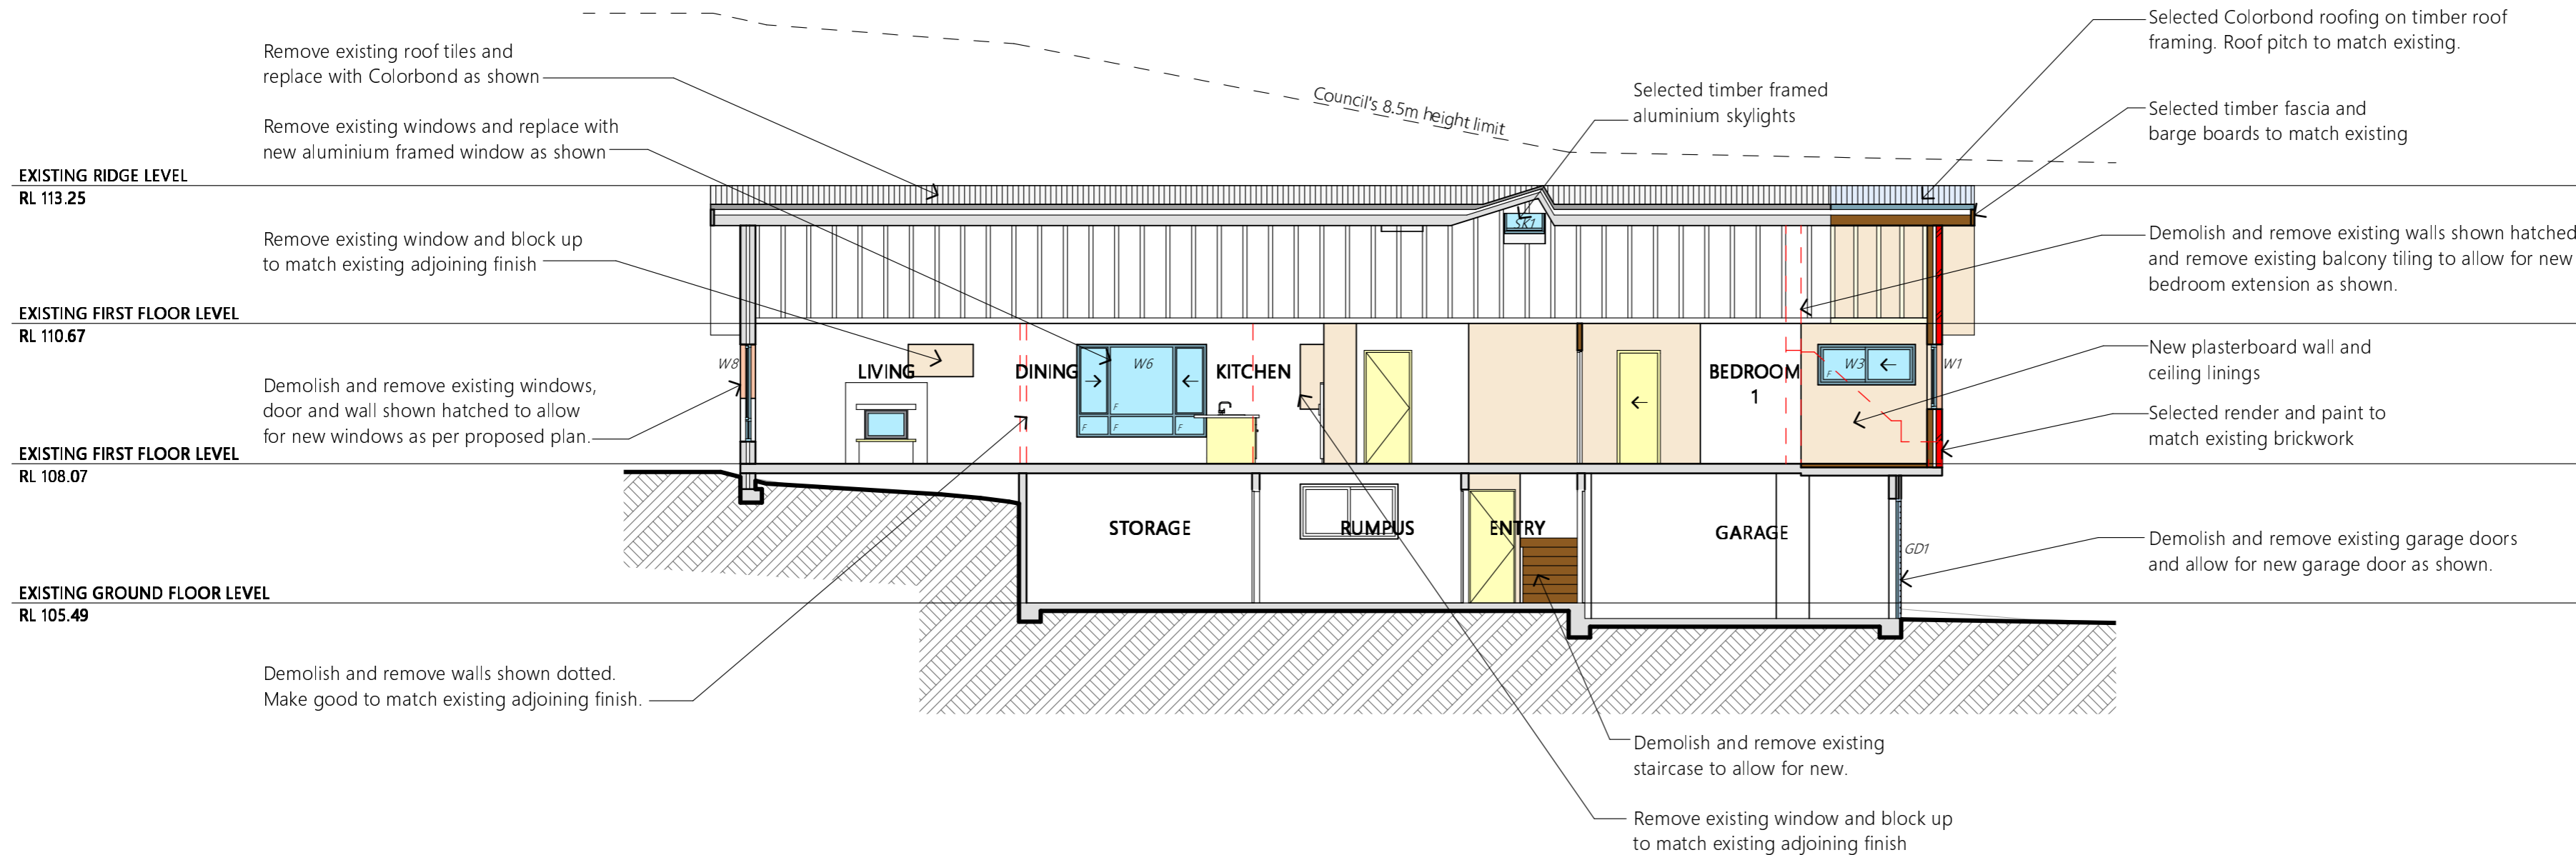 Remove existing roof tiles and
replace with Colorbond as shown
Remove existing windows and replace with
new aluminium framed window as shown
EXISTING RIDGE LEVEL
RL 113.25
Remove existing window and block up
to match existing adjoining finish
EXISTING FIRST FLOOR LEVEL
RL 110.67
Demolish and remove existing windows,
door and wall shown hatched to allow
for new windows as per proposed plan.
EXISTING FIRST FLOOR LEVEL
RL 108.07
EXISTING GROUND FLOOR LEVEL
RL 105.49
Demolish and remove walls shown dotted.
Make good to match existing adjoining finish.
Council's 8.5m height limit
Selected timber framed
aluminium skylights
SK1
W8
LIVING
DINING
W6
F
F
F
F
KITCHEN
BEDROOM
1
W3
F
W1
STORAGE
RUMPUS
ENTRY
GARAGE
GD1
Selected Colorbond roofing on timber roof
framing. Roof pitch to match existing.
Selected timber fascia and
barge boards to match existing
Demolish and remove existing walls shown hatched
and remove existing balcony tiling to allow for new
bedroom extension as shown.
New plasterboard wall and
ceiling linings
Selected render and paint to
match existing brickwork
Demolish and remove existing garage doors
and allow for new garage door as shown.
Demolish and remove existing
staircase to allow for new.
Remove existing window and block up
to match existing adjoining finish